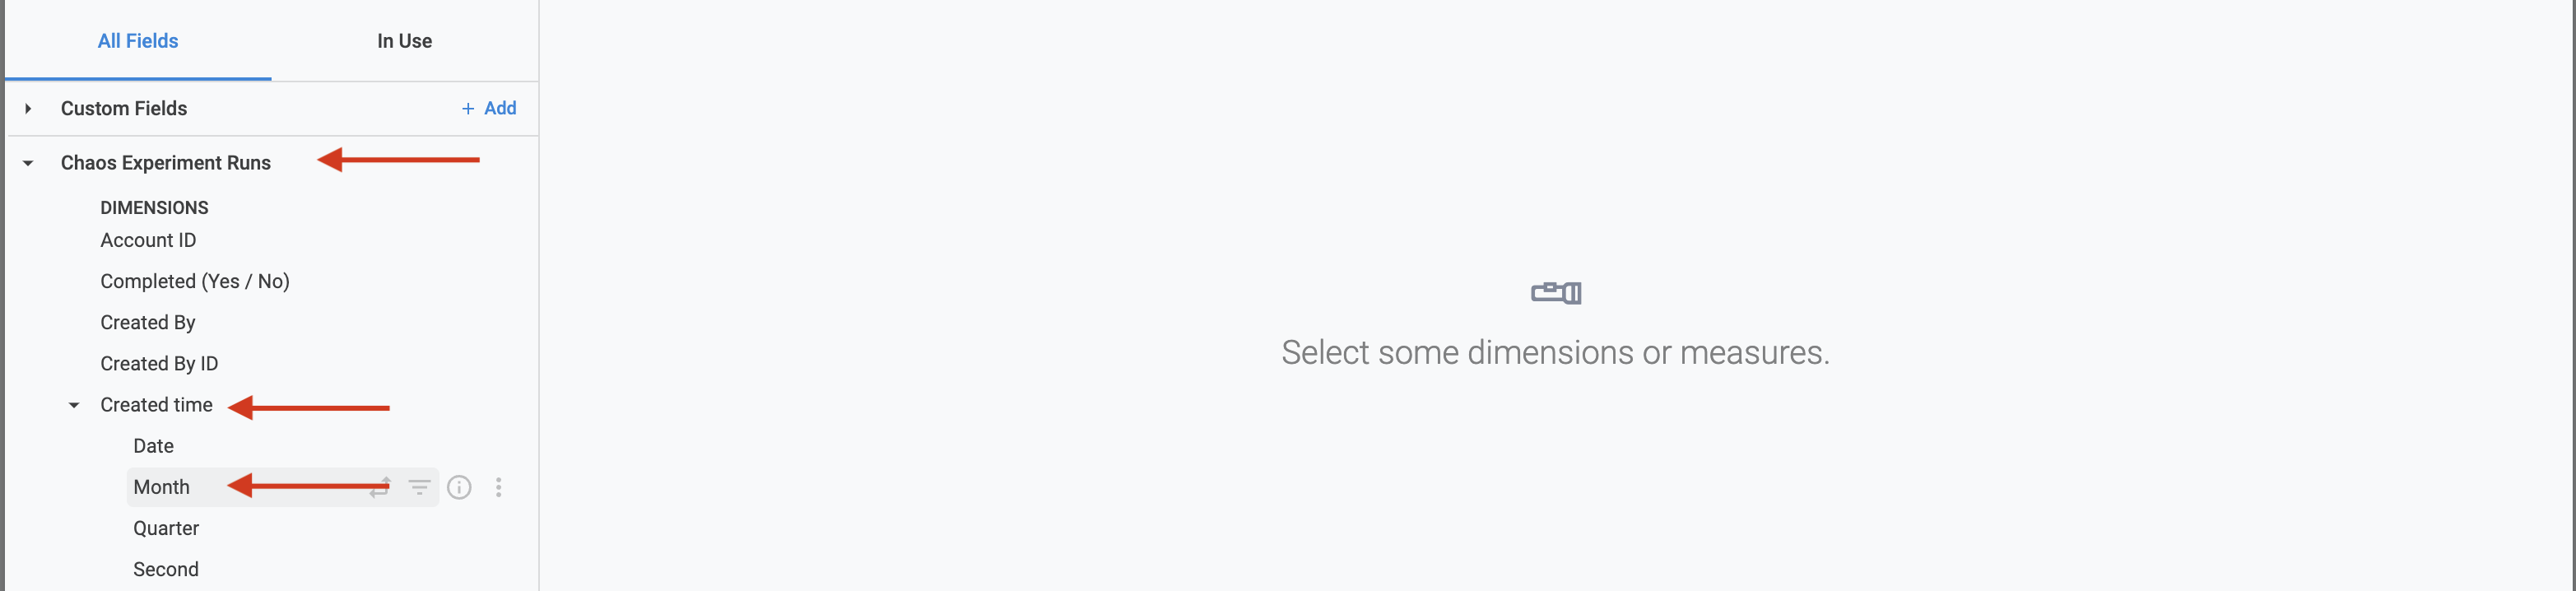 All Fields
In Use
Custom Fields
+ Add
Chaos Experiment Runs
DIMENSIONS
Account ID
Completed (Yes / No)
Created By
Created By ID
Created time
Date
Month
Quarter
Second
Select some dimensions or measures.